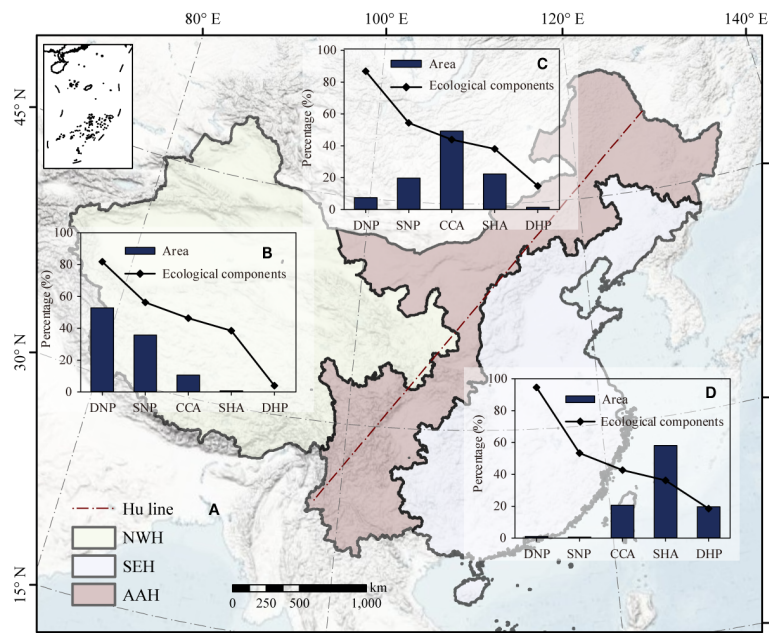 80° E
100° E
120° E
140° E
45° N
30° N
15° N
C
Area
Ecological components
Percentage (%)
100
80
60
40
20
0
DNP
SNP
CCA
SHA
DHP
B
Area
Ecological components
Percentage (%)
100
80
60
40
20
0
DNP
SNP
CCA
SHA
DHP
D
Area
Ecological components
Percentage (%)
100
80
60
40
20
0
DNP
SNP
CCA
SHA
DHP
A
Hu line
NWH
SEH
AAH
km
0
250
500
1,000